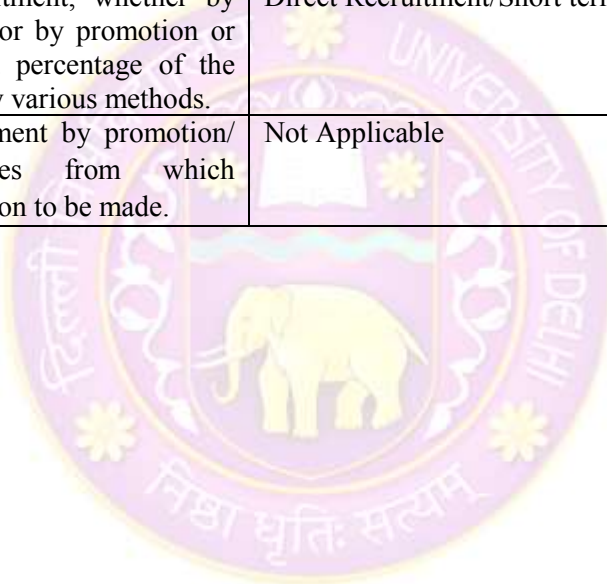 tment, whether by
or by promotion or
percentage of the
y various methods.
Direct Recruitment/Short ter
ment by promotion/
es from which
on to be made.
Not Applicable
दिल्ली
UNIVERSITY OF DELHI
निष्ठा धृतिः सत्यम्